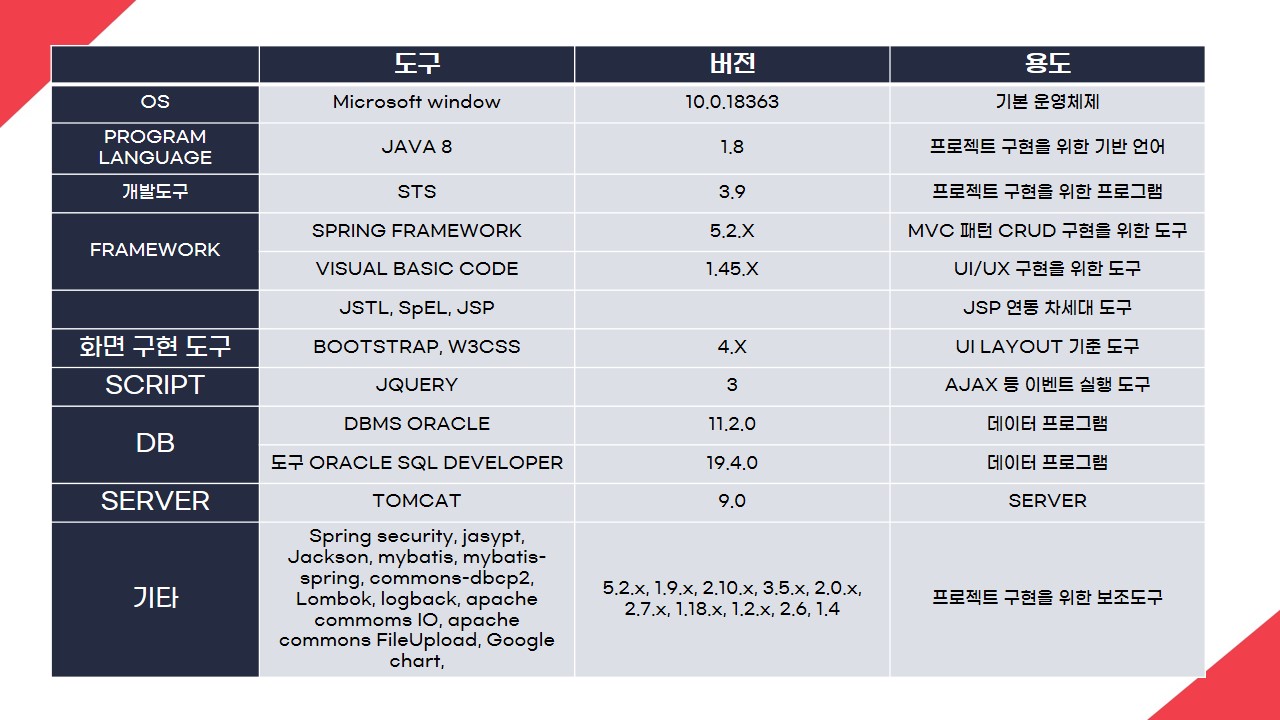 도구 버전 용도
OS Microsoft window 10.0.18363 기본 운영체제
PROGRAM
LANGUAGE JAVA 8 1.8 프로젝트 구현을 위한 기반 언어
개발도구 STS 3.9 프로젝트 구현을 위한 프로그램
FRAMEWORK SPRING FRAMEWORK 5.2.X MVC 패턴 CRUD 구현을 위한 도구
VISUAL BASIC CODE 1.45.X UI/UX 구현을 위한 도구
JSTL, SpEL, JSP JSP 연동 차세대 도구
화면 구현 도구 BOOTSTRAP, W3CSS 4.X UI LAYOUT 기준 도구
SCRIPT JQUERY 3 AJAX 등 이벤트 실행 도구
DB DBMS ORACLE 11.2.0 데이터 프로그램
도구 ORACLE SQL DEVELOPER 19.4.0 데이터 프로그램
SERVER TOMCAT 9.0 SERVER
기타
Spring security, jasypt,
Jackson, mybatis, mybatis-
spring, commons-dbcp2,
Lombok, logback, apache
commoms IO, apache
commons FileUpload, Google
chart,
5.2.x, 1.9.x, 2.10.x, 3.5.x, 2.0.x,
2.7.x, 1.18.x, 1.2.x, 2.6, 1.4
프로젝트 구현을 위한 보조도구